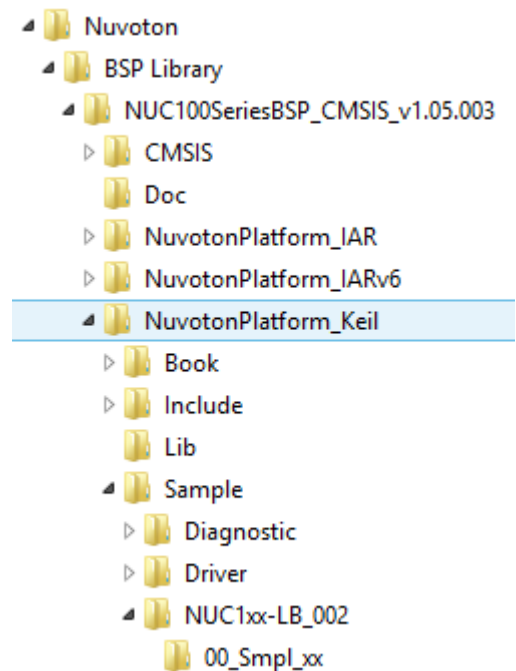 Nuvoton
BSP Library
NUC100SeriesBSP_CMSIS_v1.05.003
CMSIS
Doc
NuvotonPlatform_IAR
NuvotonPlatform_IARv6
NuvotonPlatform_Keil
Book
Include
Lib
Sample
Diagnostic
Driver
NUC1xx-LB_002
00_Smpl_xx